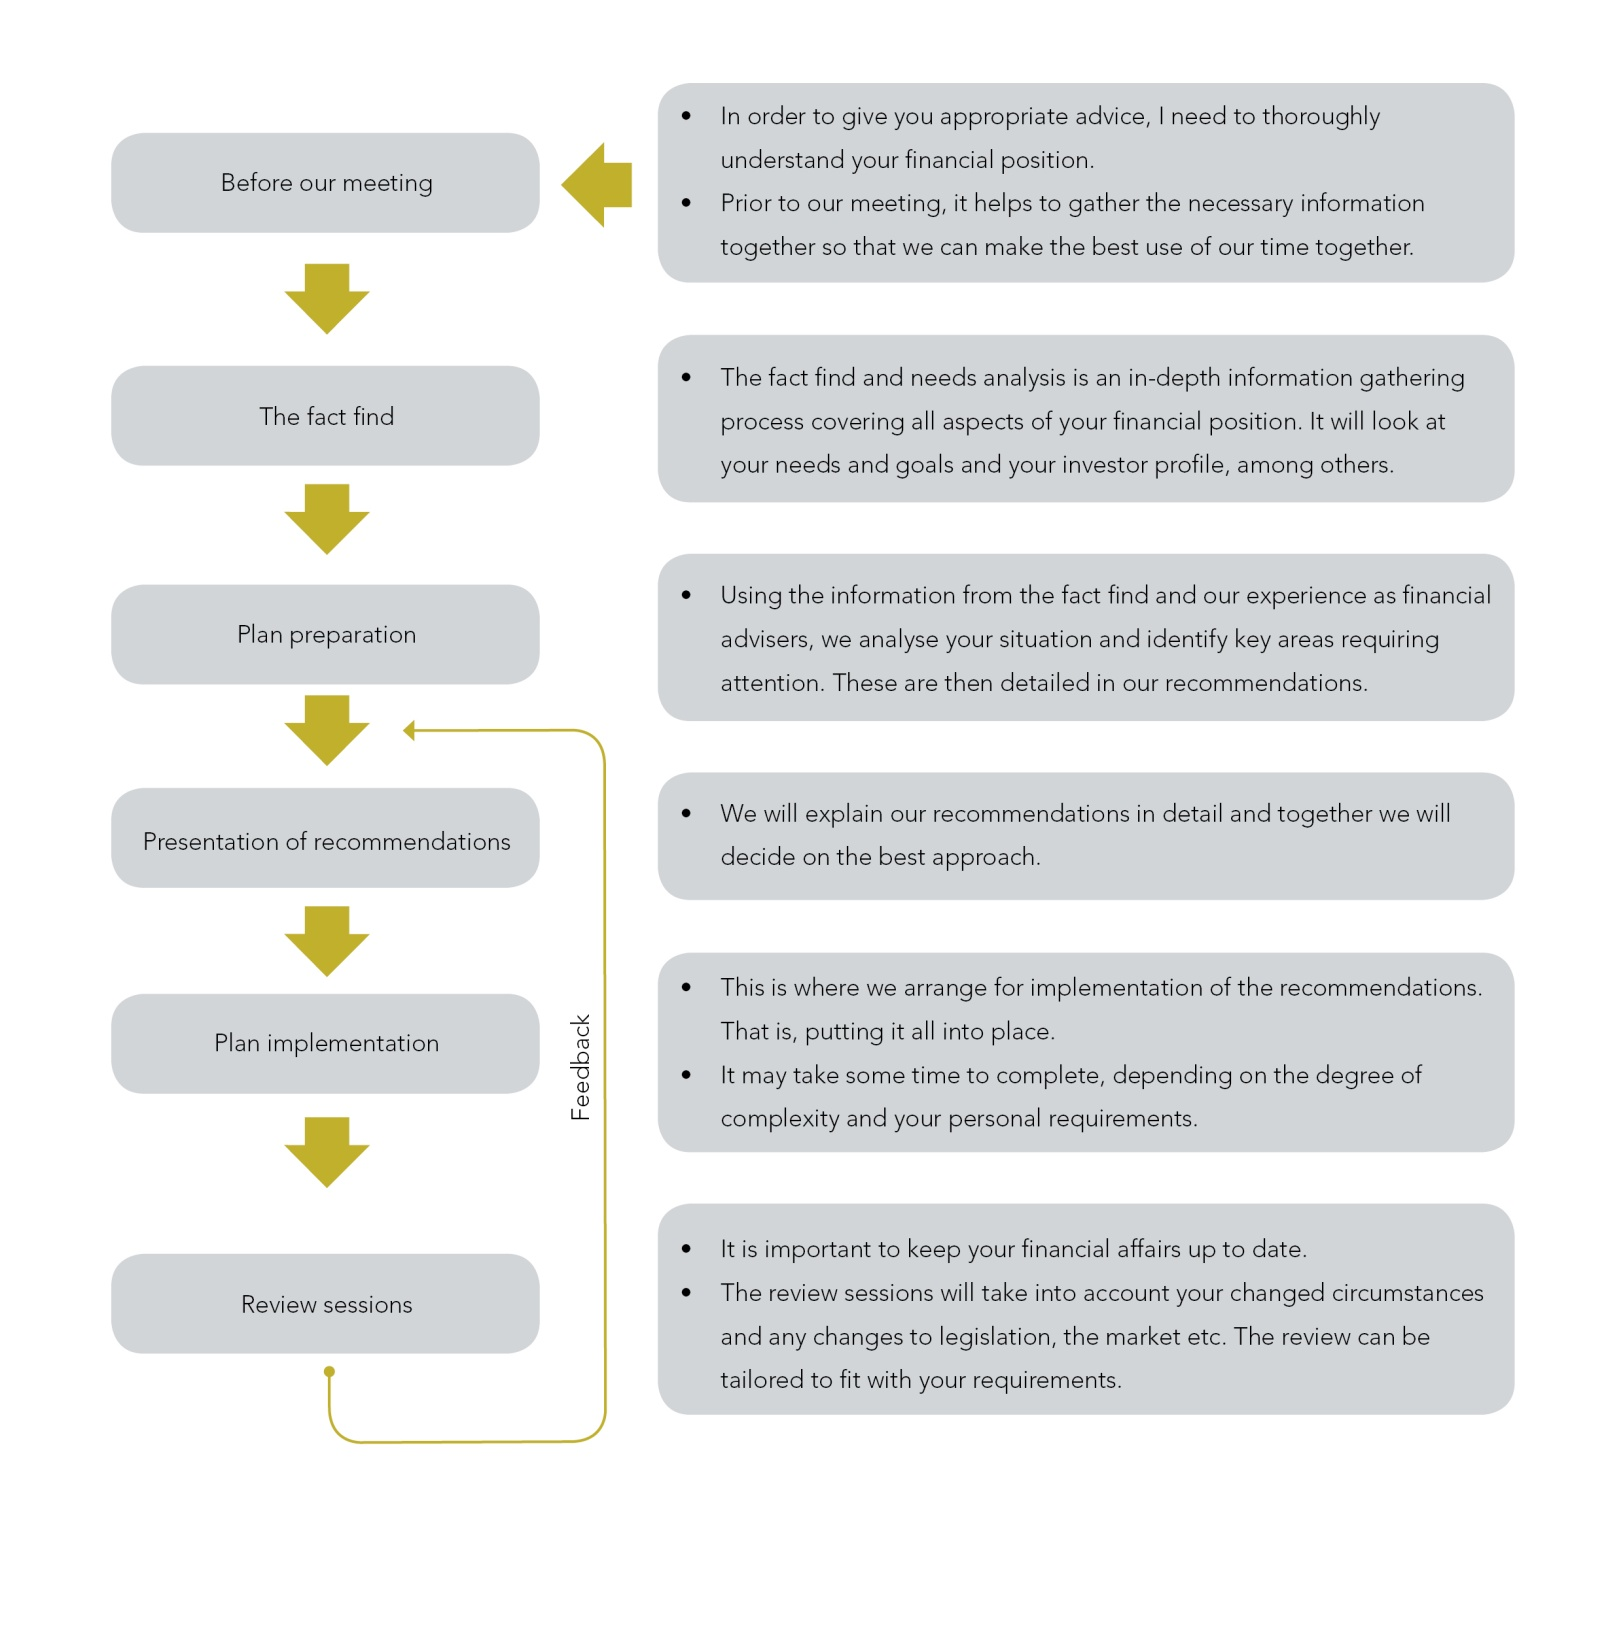 Before our meeting
• In order to give you appropriate advice, I need to thoroughly
understand your financial position.
• Prior to our meeting, it helps to gather the necessary information
together so that we can make the best use of our time together.
The fact find
• The fact find and needs analysis is an in-depth information gathering
process covering all aspects of your financial position. It will look at
your needs and goals and your investor profile, among others.
Plan preparation
• Using the information from the fact find and our experience as financial
advisers, we analyse your situation and identify key areas requiring
attention. These are then detailed in our recommendations.
Presentation of recommendations
• We will explain our recommendations in detail and together we will
decide on the best approach.
Plan implementation
Feedback
• This is where we arrange for implementation of the recommendations.
That is, putting it all into place.
• It may take some time to complete, depending on the degree of
complexity and your personal requirements.
Review sessions
• It is important to keep your financial affairs up to date.
• The review sessions will take into account your changed circumstances
and any changes to legislation, the market etc. The review can be
tailored to fit with your requirements.